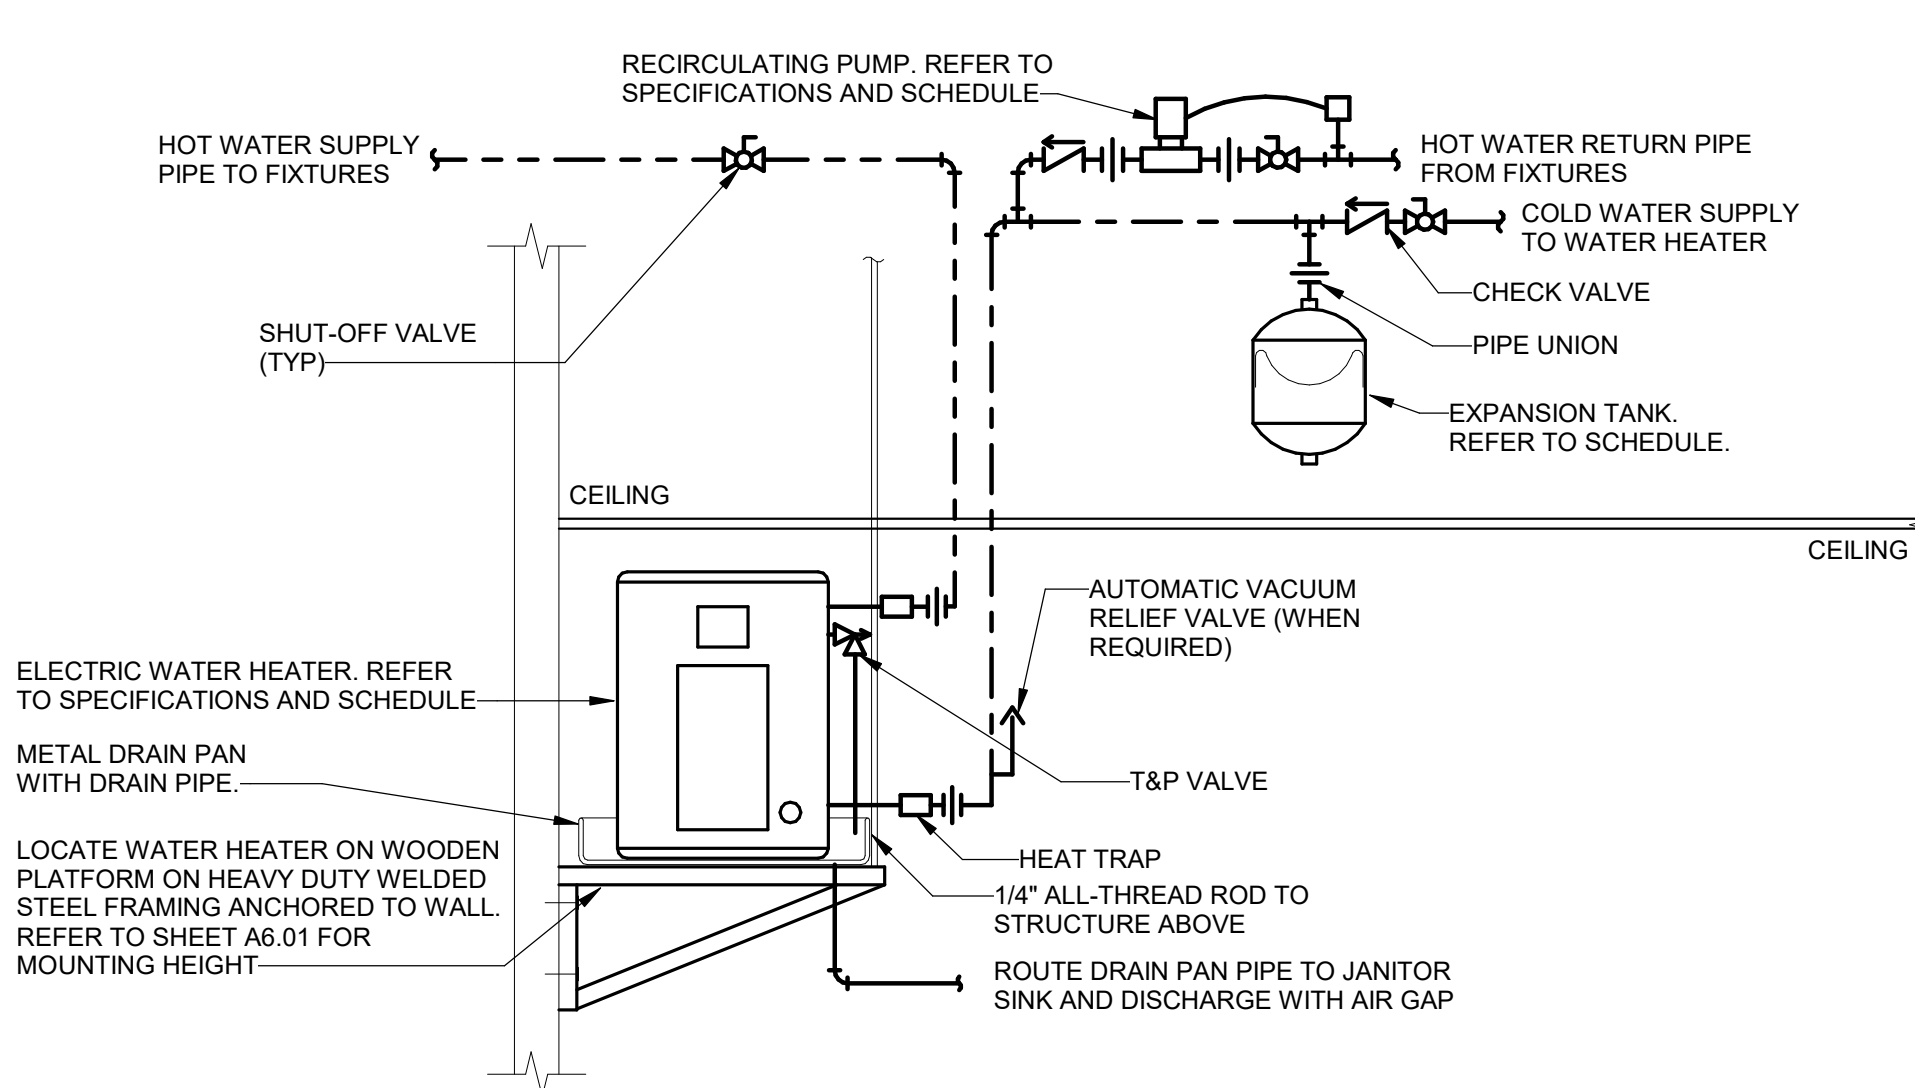 RECIRCULATING PUMP. REFER TO
SPECIFICATIONS AND SCHEDULE
HOT WATER SUPPLY
PIPE TO FIXTURES
HOT WATER RETURN PIPE
FROM FIXTURES
COLD WATER SUPPLY
TO WATER HEATER
CHECK VALVE
SHUT-OFF VALVE
(TYP)
PIPE UNION
EXPANSION TANK.
REFER TO SCHEDULE.
CEILING
CEILING
AUTOMATIC VACUUM
RELIEF VALVE (WHEN
REQUIRED)
ELECTRIC WATER HEATER. REFER
TO SPECIFICATIONS AND SCHEDULE
METAL DRAIN PAN
WITH DRAIN PIPE.
T&P VALVE
LOCATE WATER HEATER ON WOODEN
PLATFORM ON HEAVY DUTY WELDED
STEEL FRAMING ANCHORED TO WALL.
REFER TO SHEET A6.01 FOR
MOUNTING HEIGHT
HEAT TRAP
1/4" ALL-THREAD ROD TO
STRUCTURE ABOVE
ROUTE DRAIN PAN PIPE TO JANITOR
SINK AND DISCHARGE WITH AIR GAP